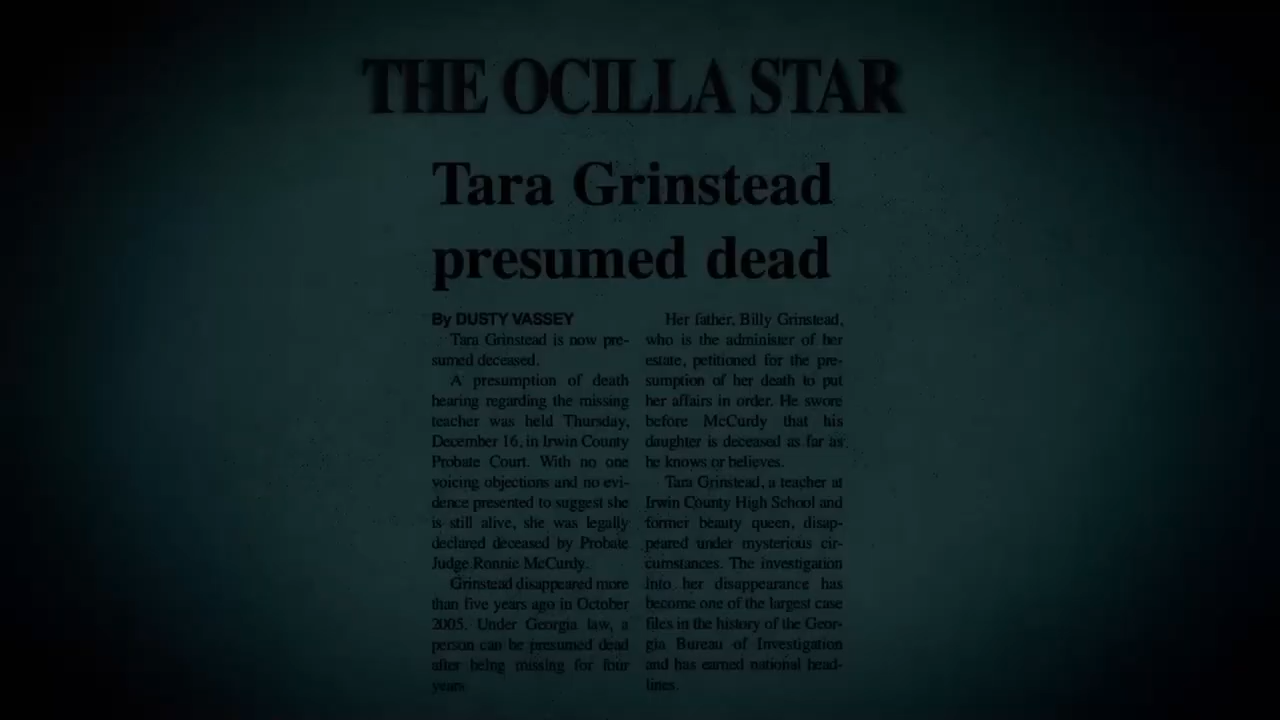 THE OCILLA STAR
Tara Grinstead
presumed dead
By DUSTY VASSEY
Tara Grinstead is now pre-
sumed deceased.
A presumption of death
hearing regarding the missing
teacher was held Thursday,
December 16, in Irwin County
Probate Court. With no one
voicing objections and no evi-
dence presented to suggest she
is still alive, she was legally
declared deceased by Probate
Judge Ronnie McCurdy.
Grinstead disappeared more
than five years ago in October
2005. Under Georgia law, a
person can be presumed dead
after being missing for four
years
Her father, Billy Grinstead,
who is the administer of her
estate, petitioned for the pre-
sumption of her death to put
her affairs in order. He swore
before McCurdy that his
daughter is deceased as far as
he knows or believes.
Tara Grinstead, a teacher at
Irwin County High School and
former beauty queen, disap-
peared under mysterious cir-
cumstances. The investigation
into her disappearance has
become one of the largest case
files in the history of the Geor-
gia Bureau of Investigation
and has earned national head-
lines.